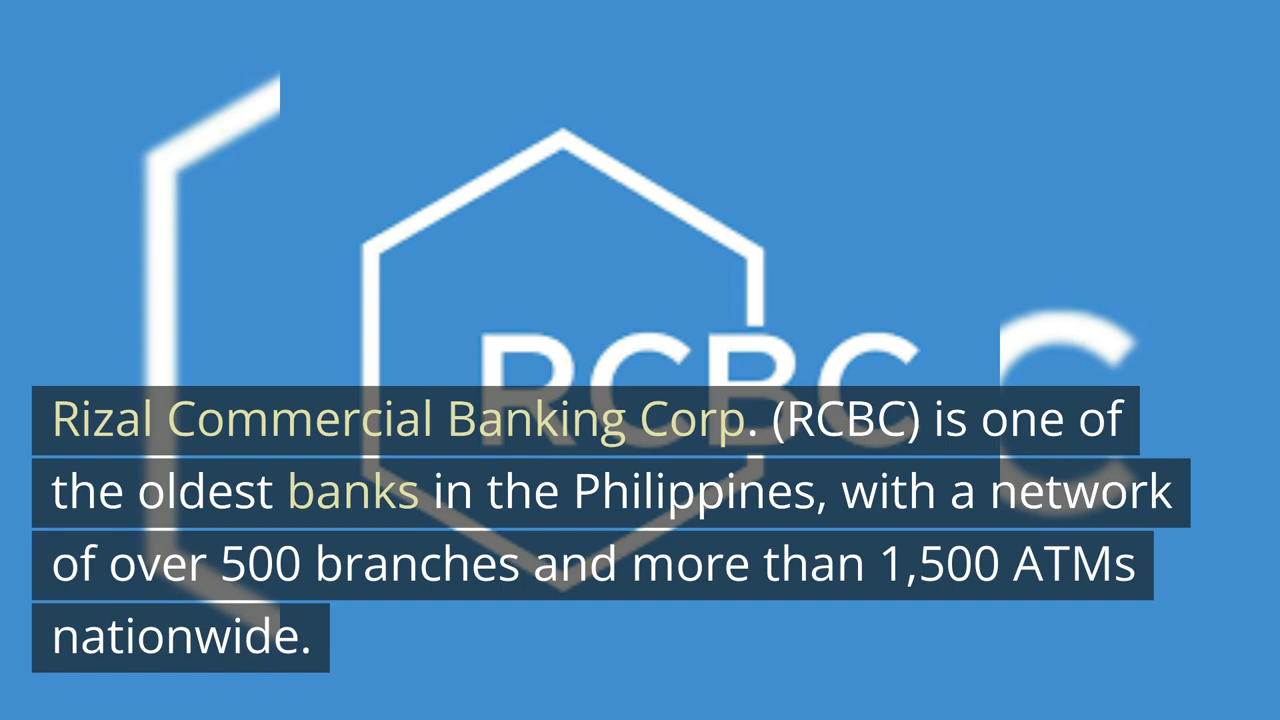 RCBC
C
Rizal Commercial Banking Corp. (RCBC) is one of
the oldest banks in the Philippines, with a network
of over 500 branches and more than 1,500 ATMs
nationwide.